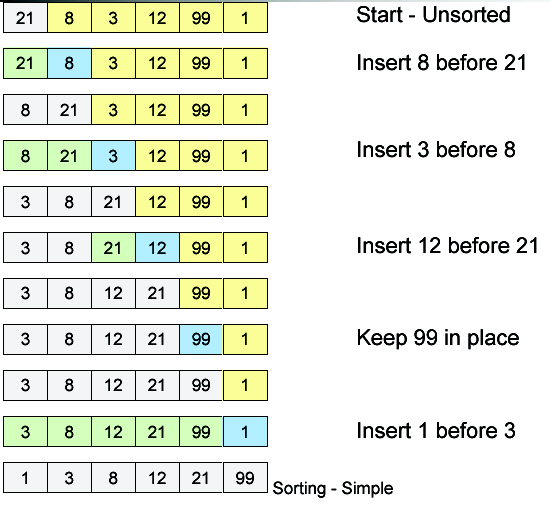 21 8 3 12 99 1 Start - Unsorted
21 8 3 12 99 1 Insert 8 before 21
8 21 3 12 99 1
8 21 3 12 99 1 Insert 3 before 8
3 8 21 12 99 1
3 8 21 12 99 1 Insert 12 before 21
3 8 12 21 99 1
3 8 12 21 99 1 Keep 99 in place
3 8 12 21 99 1
3 8 12 21 99 1 Insert 1 before 3
1 3 8 12 21 99 Sorting - Simple